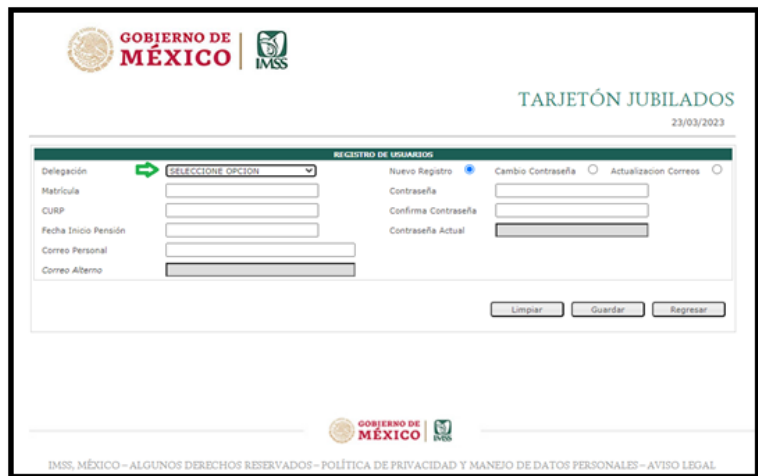 GOBIERNO DE
MÉXICO
IMSS
TARJETÓN JUBILADOS
23/03/2023
REGISTRO DE USUARIOS
Delegación SELECCIONE OPCION Nuevo Registro Cambio Contraseña Actualizacion Correos
Matrícula Contraseña
CURP Confirma Contraseña
Fecha Inicio Pensión Contraseña Actual
Correo Personal
Correo Alterno
Limpiar Guardar Regresar
GOBIERNO DE
MÉXICO
IMSS
IMSS, MÉXICO – ALGUNOS DERECHOS RESERVADOS – POLÍTICA DE PRIVACIDAD Y MANEJO DE DATOS PERSONALES – AVISO LEGAL